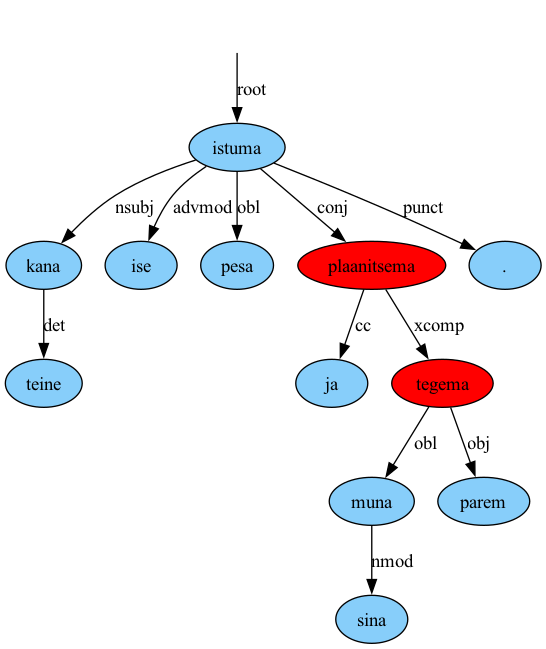 root
istuma
nsubj advmod obl conj punct
kana ise pesa plaanitsema .
det cc xcomp
teine ja tegema
obl obj
muna parem
nmod
sina